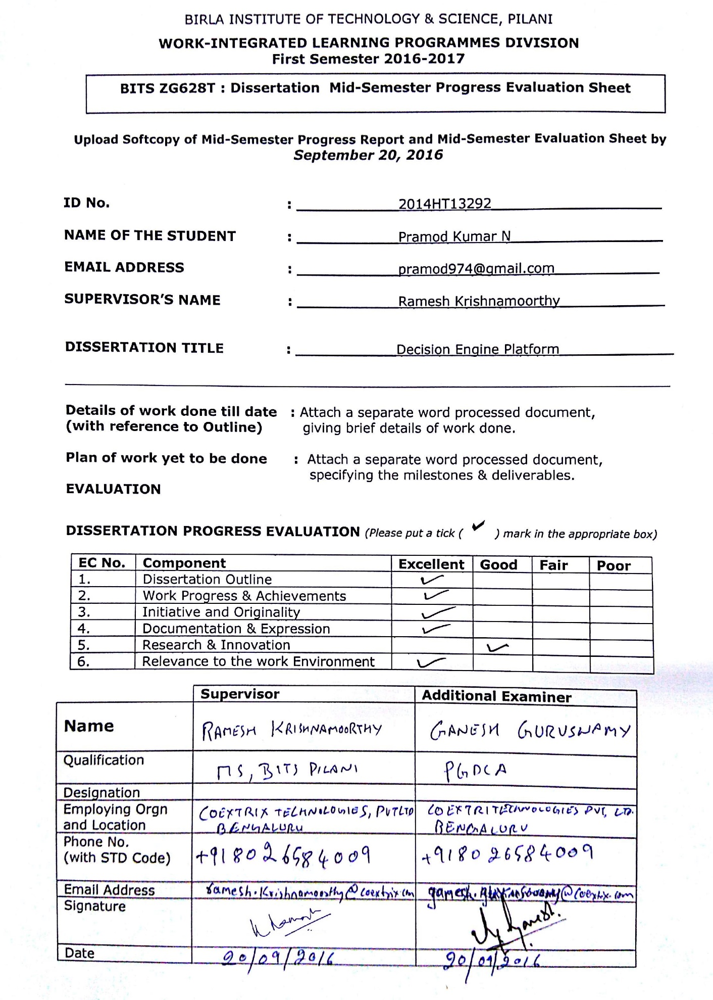 BIRLA INSTITUTE OF TECHNOLOGY & SCIENCE, PILANI
WORK-INTEGRATED LEARNING PROGRAMMES DIVISION
First Semester 2016-2017
BITS ZG628T : Dissertation Mid-Semester Progress Evaluation Sheet
Upload Softcopy of Mid-Semester Progress Report and Mid-Semester Evaluation Sheet by
September 20, 2016
ID No. : 2014HT13292
NAME OF THE STUDENT : Pramod Kumar N
EMAIL ADDRESS : pramod974@gmail.com
SUPERVISOR'S NAME : Ramesh Krishnamoorthy
DISSERTATION TITLE : Decision Engine Platform
Details of work done till date : Attach a separate word processed document,
(with reference to Outline) giving brief details of work done.
Plan of work yet to be done : Attach a separate word processed document,
specifying the milestones & deliverables.
EVALUATION
DISSERTATION PROGRESS EVALUATION (Please put a tick ( ✔ ) mark in the appropriate box)
EC No. Component Excellent Good Fair Poor
1. Dissertation Outline ✓
2. Work Progress & Achievements ✓
3. Initiative and Originality ✓
4. Documentation & Expression ✓
5. Research & Innovation ✓
6. Relevance to the work Environment ✓
Supervisor Additional Examiner
Name RAMESH KRISHNAMOORTHY GANESH GURUSWAMY
Qualification MS, BITS PILANI PGDCA
Designation
Employing Orgn COEXTRIX TECHNOLOGIES, PVT LTD COEXTRI TECHNOLOGIES PVT, LTD.
and Location BENGALURU BENGALURU
Phone No.
(with STD Code) +918026584009 +918026584009
Email Address ramesh.krishnamoorthy@coextrix.com
Signature
Date 20/09/2016 20/09/2016